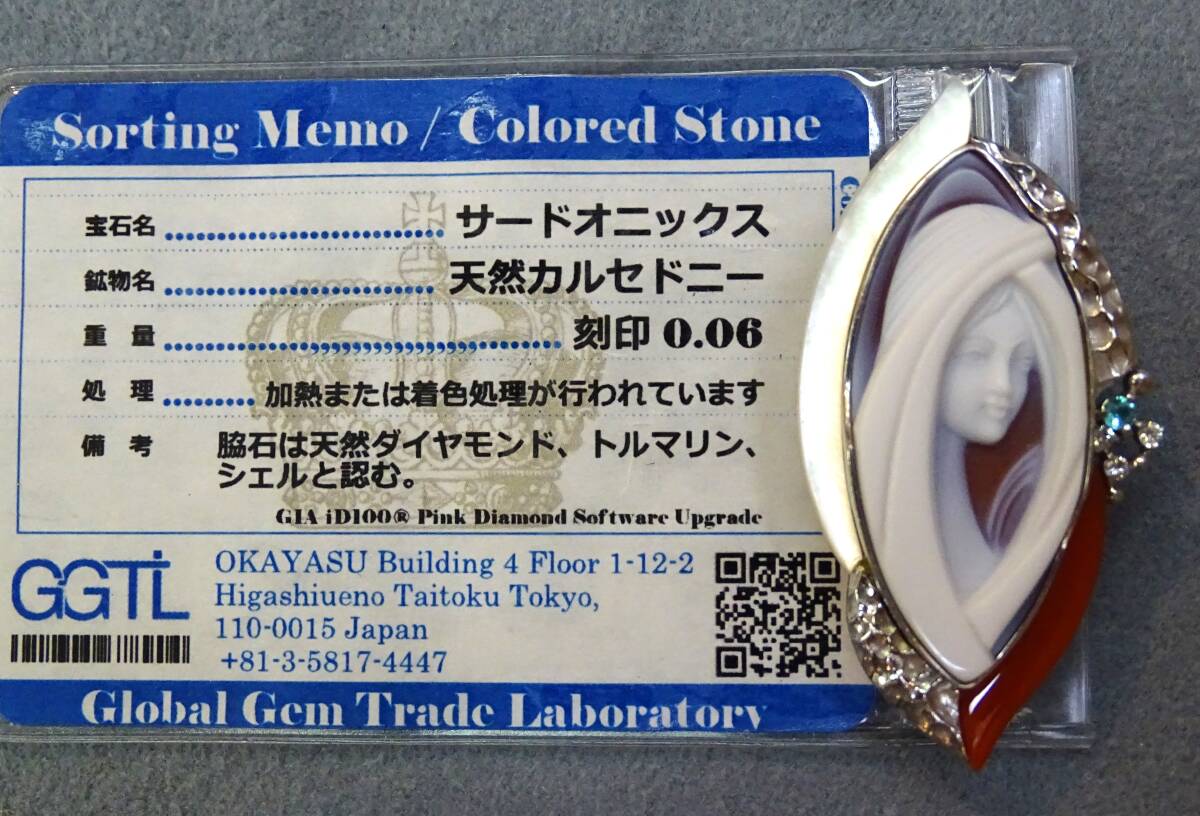 Sorting Memo / Colored Stone
宝石名 サードオニックス
鉱物名 天然カルセドニー
重量 刻印 0.06
処理 加熱または着色処理が行われています
備考 脇石は天然ダイヤモンド、トルマリン、
シェルと認む。
GIA iD100® Pink Diamond Software Upgrade
GGTL
OKAYASU Building 4 Floor 1-12-2
Higashiueno Taitoku Tokyo,
110-0015 Japan
+81-3-5817-4447
Global Gem Trade Laboratory